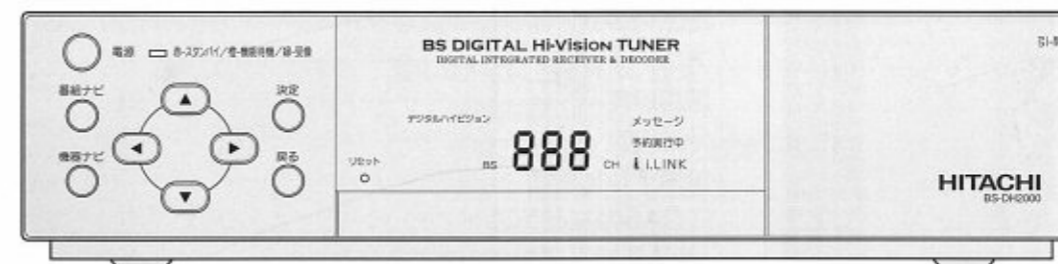 電源 赤-スタンバイ/橙-機能待機/緑-受像
番組ナビ
決定
機器ナビ
戻る
BS DIGITAL Hi-Vision TUNER
DIGITAL INTEGRATED RECEIVER & DECODER
デジタルハイビジョン
メッセージ
予約実行中
リセット
BS 888 CH i.LINK
HITACHI
BS-DH2000